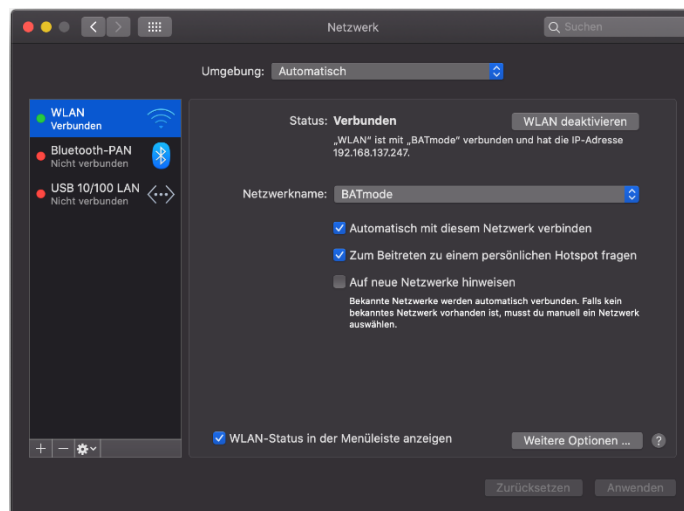 Netzwerk
Suchen
Umgebung: Automatisch
WLAN
Verbunden
Bluetooth-PAN
Nicht verbunden
USB 10/100 LAN
Nicht verbunden
Status: Verbunden
WLAN deaktivieren
„WLAN“ ist mit „BATmode“ verbunden und hat die IP-Adresse
192.168.137.247.
Netzwerkname: BATmode
Automatisch mit diesem Netzwerk verbinden
Zum Beitreten zu einem persönlichen Hotspot fragen
Auf neue Netzwerke hinweisen
Bekannte Netzwerke werden automatisch verbunden. Falls kein
bekanntes Netzwerk vorhanden ist, musst du manuell ein Netzwerk
auswählen.
WLAN-Status in der Menüleiste anzeigen
Weitere Optionen ...
?
Zurücksetzen
Anwenden